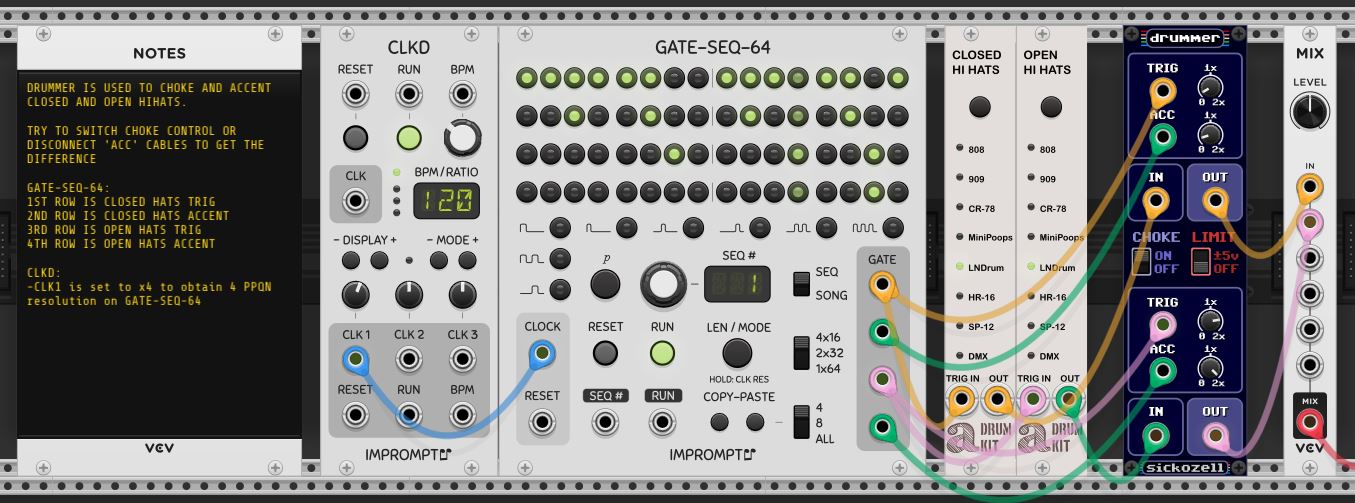 NOTES
DRUMMER IS USED TO CHOKE AND ACCENT
CLOSED AND OPEN HIHATS.
TRY TO SWITCH CHOKE CONTROL OR
DISCONNECT 'ACC' CABLES TO GET THE
DIFFERENCE
GATE-SEQ-64:
1ST ROW IS CLOSED HATS TRIG
2ND ROW IS CLOSED HATS ACCENT
3RD ROW IS OPEN HATS TRIG
4TH ROW IS OPEN HATS ACCENT
CLKD:
-CLK1 is set to x4 to obtain 4 PPQN
resolution on GATE-SEQ-64
VCV
CLKD
RESET RUN BPM
CLK
BPM/RATIO
120
- DISPLAY + - MODE +
CLK 1 CLK 2 CLK 3
RESET RUN BPM
IMPROMPTU
GATE-SEQ-64
p
SEQ #
1
SEQ
SONG
GATE
CLOCK RESET RUN LEN / MODE
4x16
2x32
1x64
HOLD: CLK RES
RESET SEQ # RUN COPY-PASTE
4
8
ALL
IMPROMPTU
CLOSED
HI HATS
808
909
CR-78
MiniPoops
LNDrum
HR-16
SP-12
DMX
TRIG IN OUT
a DRUM
KIT
OPEN
HI HATS
808
909
CR-78
MiniPoops
LNDrum
HR-16
SP-12
DMX
TRIG IN OUT
a DRUM
KIT
drummer
TRIG 1x
0 2x
ACC 1x
0 2x
IN OUT
CHOKE LIMIT
ON ±5v
OFF OFF
TRIG 1x
0 2x
ACC 1x
0 2x
IN OUT
sickozell
MIX
LEVEL
IN
MIX
VCV